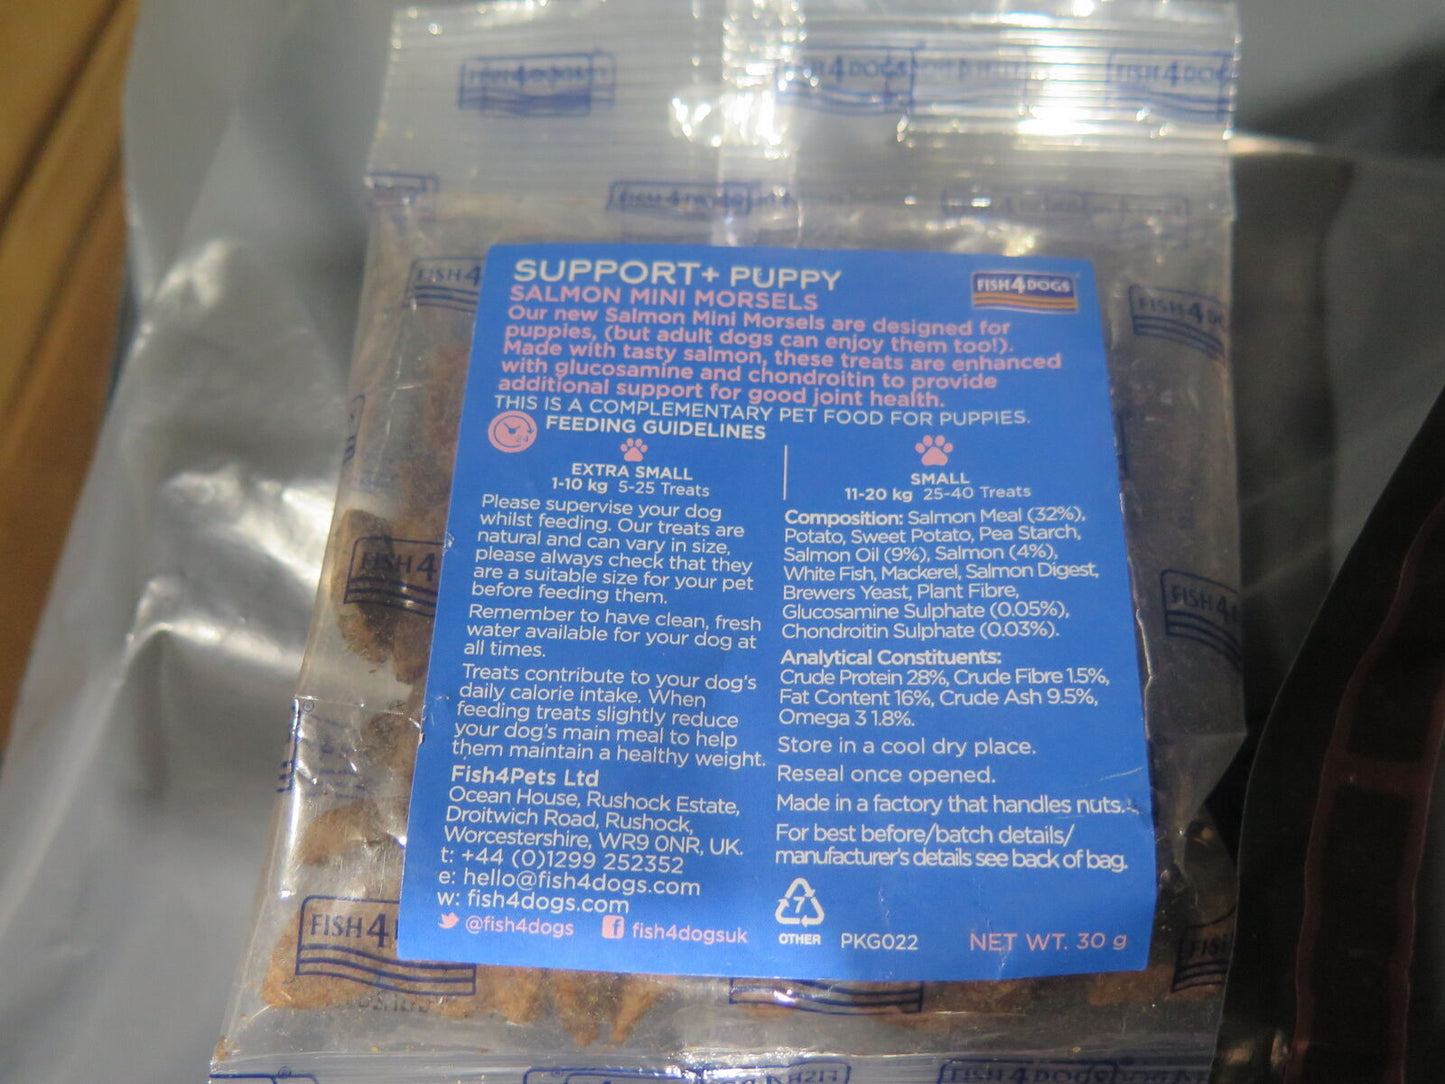 SUPPORT+ PUPPY
FISH4DOGS
SALMON MINI MORSELS
Our new Salmon Mini Morsels are designed for
puppies, (but adult dogs can enjoy them too!).
Made with tasty salmon, these treats are enhanced
with glucosamine and chondroitin to provide
additional support for good joint health.
THIS IS A COMPLEMENTARY PET FOOD FOR PUPPIES.
24
FEEDING GUIDELINES
EXTRA SMALL
1-10 kg 5-25 Treats
SMALL
11-20 kg 25-40 Treats
Please supervise your dog
whilst feeding. Our treats are
natural and can vary in size,
please always check that they
are a suitable size for your pet
before feeding them.
Remember to have clean, fresh
water available for your dog at
all times.
Treats contribute to your dog's
daily calorie intake. When
feeding treats slightly reduce
your dog's main meal to help
them maintain a healthy weight.
Fish4Pets Ltd
Ocean House, Rushock Estate,
Droitwich Road, Rushock,
Worcestershire, WR9 0NR, UK.
t: +44 (0)1299 252352
e: hello@fish4dogs.com
w: fish4dogs.com
@fish4dogs
fish4dogsuk
Composition: Salmon Meal (32%),
Potato, Sweet Potato, Pea Starch,
Salmon Oil (9%), Salmon (4%),
White Fish, Mackerel, Salmon Digest,
Brewers Yeast, Plant Fibre,
Glucosamine Sulphate (0.05%),
Chondroitin Sulphate (0.03%).
Analytical Constituents:
Crude Protein 28%, Crude Fibre 1.5%,
Fat Content 16%, Crude Ash 9.5%,
Omega 3 1.8%.
Store in a cool dry place.
Reseal once opened.
Made in a factory that handles nuts.
For best before/batch details/
manufacturer's details see back of bag.
7
OTHER
PKG022
NET WT. 30 g
FISH4DOGS
FISH4DOGS
FISH4
FISH4
FISH4
FISH4
FISH4